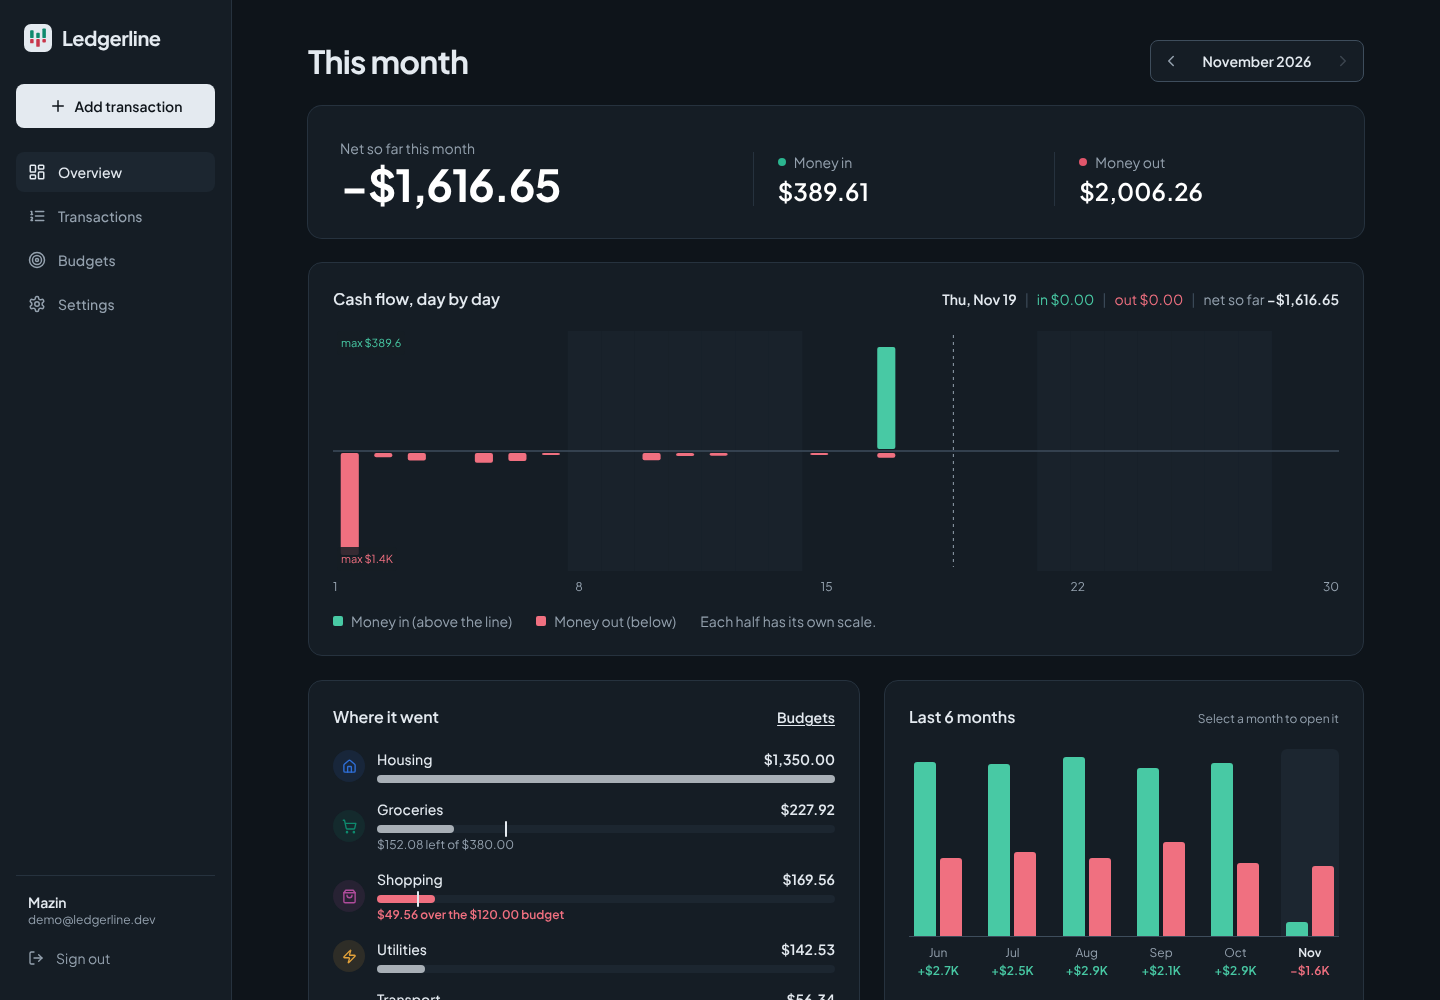 Ledgerline
Add transaction
Overview
Transactions
Budgets
Settings
Mazin
demo@ledgerline.dev
Sign out
This month
November 2026
Net so far this month
−$1,616.65
Money in
$389.61
Money out
$2,006.26
Cash flow, day by day
Thu, Nov 19 | in $0.00 | out $0.00 | net so far −$1,616.65
max $389.6
max $1.4K
1 8 15 22 30
Money in (above the line) Money out (below) Each half has its own scale.
Where it went Budgets
Housing $1,350.00
Groceries $227.92
$152.08 left of $380.00
Shopping $169.56
$49.56 over the $120.00 budget
Utilities $142.53
Transport $56.34
Last 6 months Select a month to open it
Jun Jul Aug Sep Oct Nov
+$2.7K +$2.5K +$2.9K +$2.1K +$2.9K −$1.6K